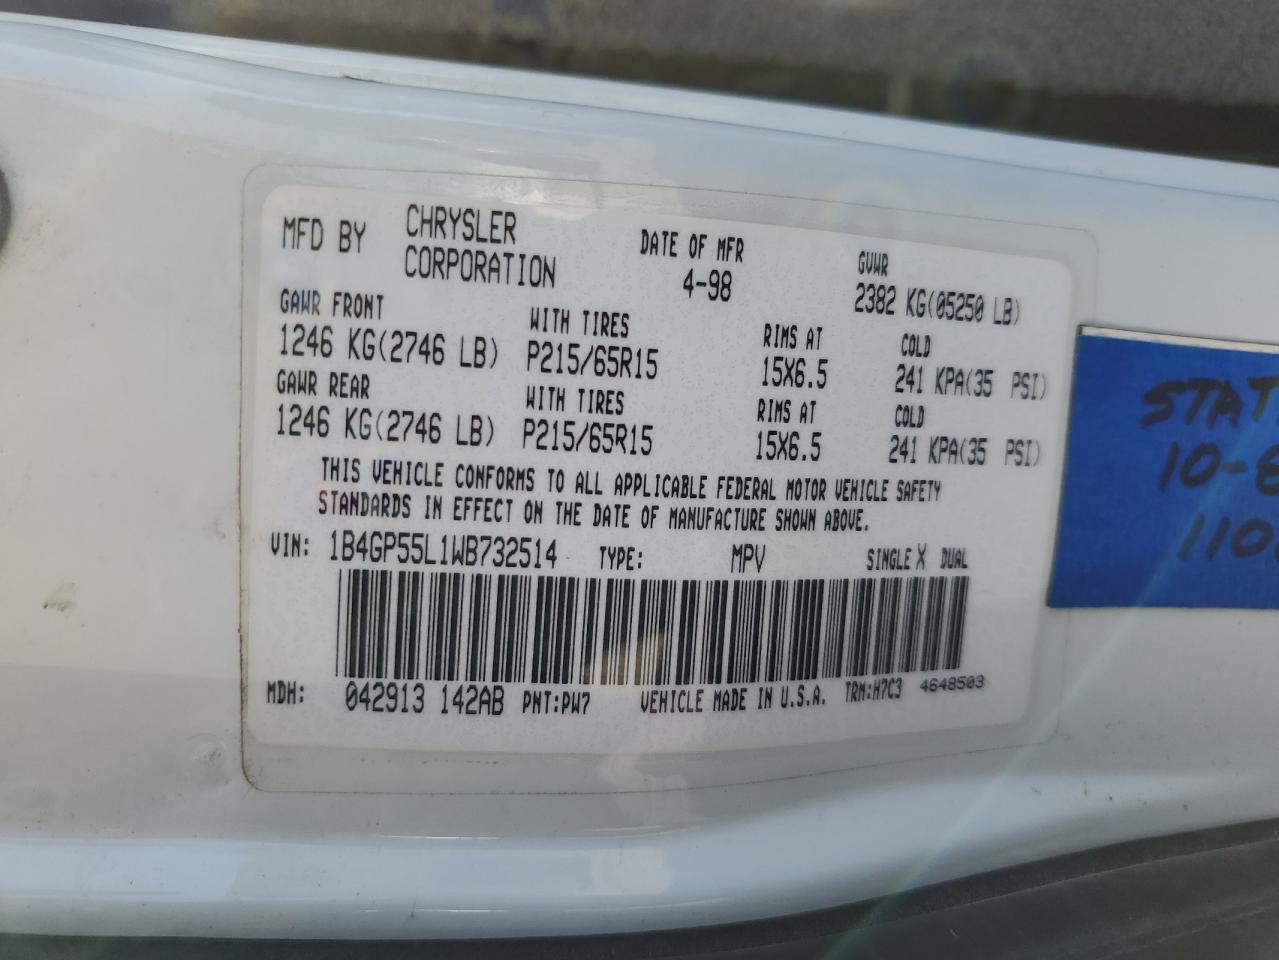 MFD BY CHRYSLER CORPORATION DATE OF MFR 4-98 GVWR 2382 KG(05250 LB)
GAWR FRONT WITH TIRES RIMS AT COLD
1246 KG(2746 LB) P215/65R15 15X6.5 241 KPA(35 PSI)
GAWR REAR WITH TIRES RIMS AT COLD
1246 KG(2746 LB) P215/65R15 15X6.5 241 KPA(35 PSI)
THIS VEHICLE CONFORMS TO ALL APPLICABLE FEDERAL MOTOR VEHICLE SAFETY
STANDARDS IN EFFECT ON THE DATE OF MANUFACTURE SHOWN ABOVE.
VIN: 1B4GP55L1WB732514 TYPE: MPV SINGLE X DUAL
MDH: 042913 142AB PNT:PW7 VEHICLE MADE IN U.S.A. TRM:H7C3 4648503
STAT
10-8
110